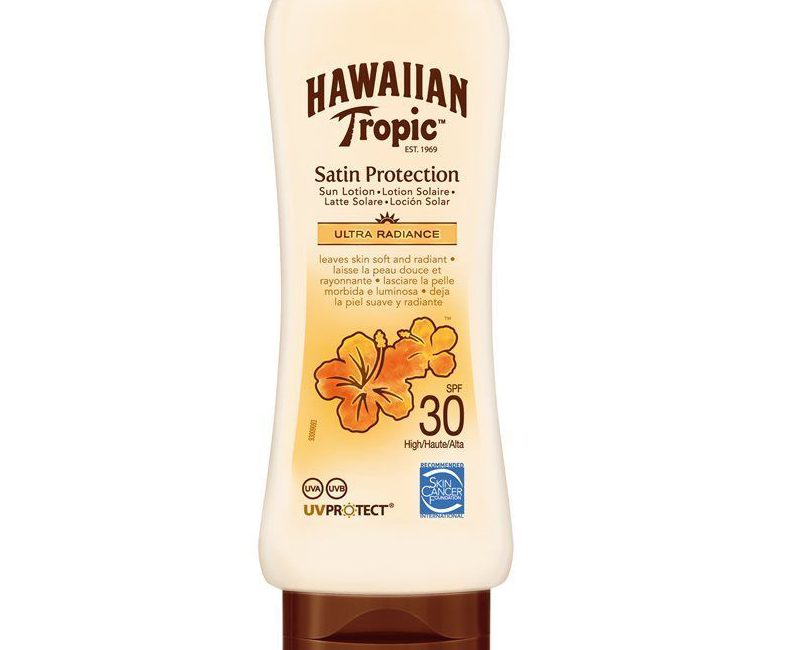 HAWAIIAN
Tropic™
EST. 1969
Satin Protection
Sun Lotion • Lotion Solaire •
Latte Solare • Loción Solar
ULTRA RADIANCE
leaves skin soft and radiant •
laisse la peau douce et
rayonnante • lasciare la pelle
morbida e luminosa • deja
la piel suave y radiante
™
SPF
30
High/Haute/Alta
UVA UVB
UVPROTECT®
RECOMMENDED
SKIN
CANCER
FOUNDATION
INTERNATIONAL